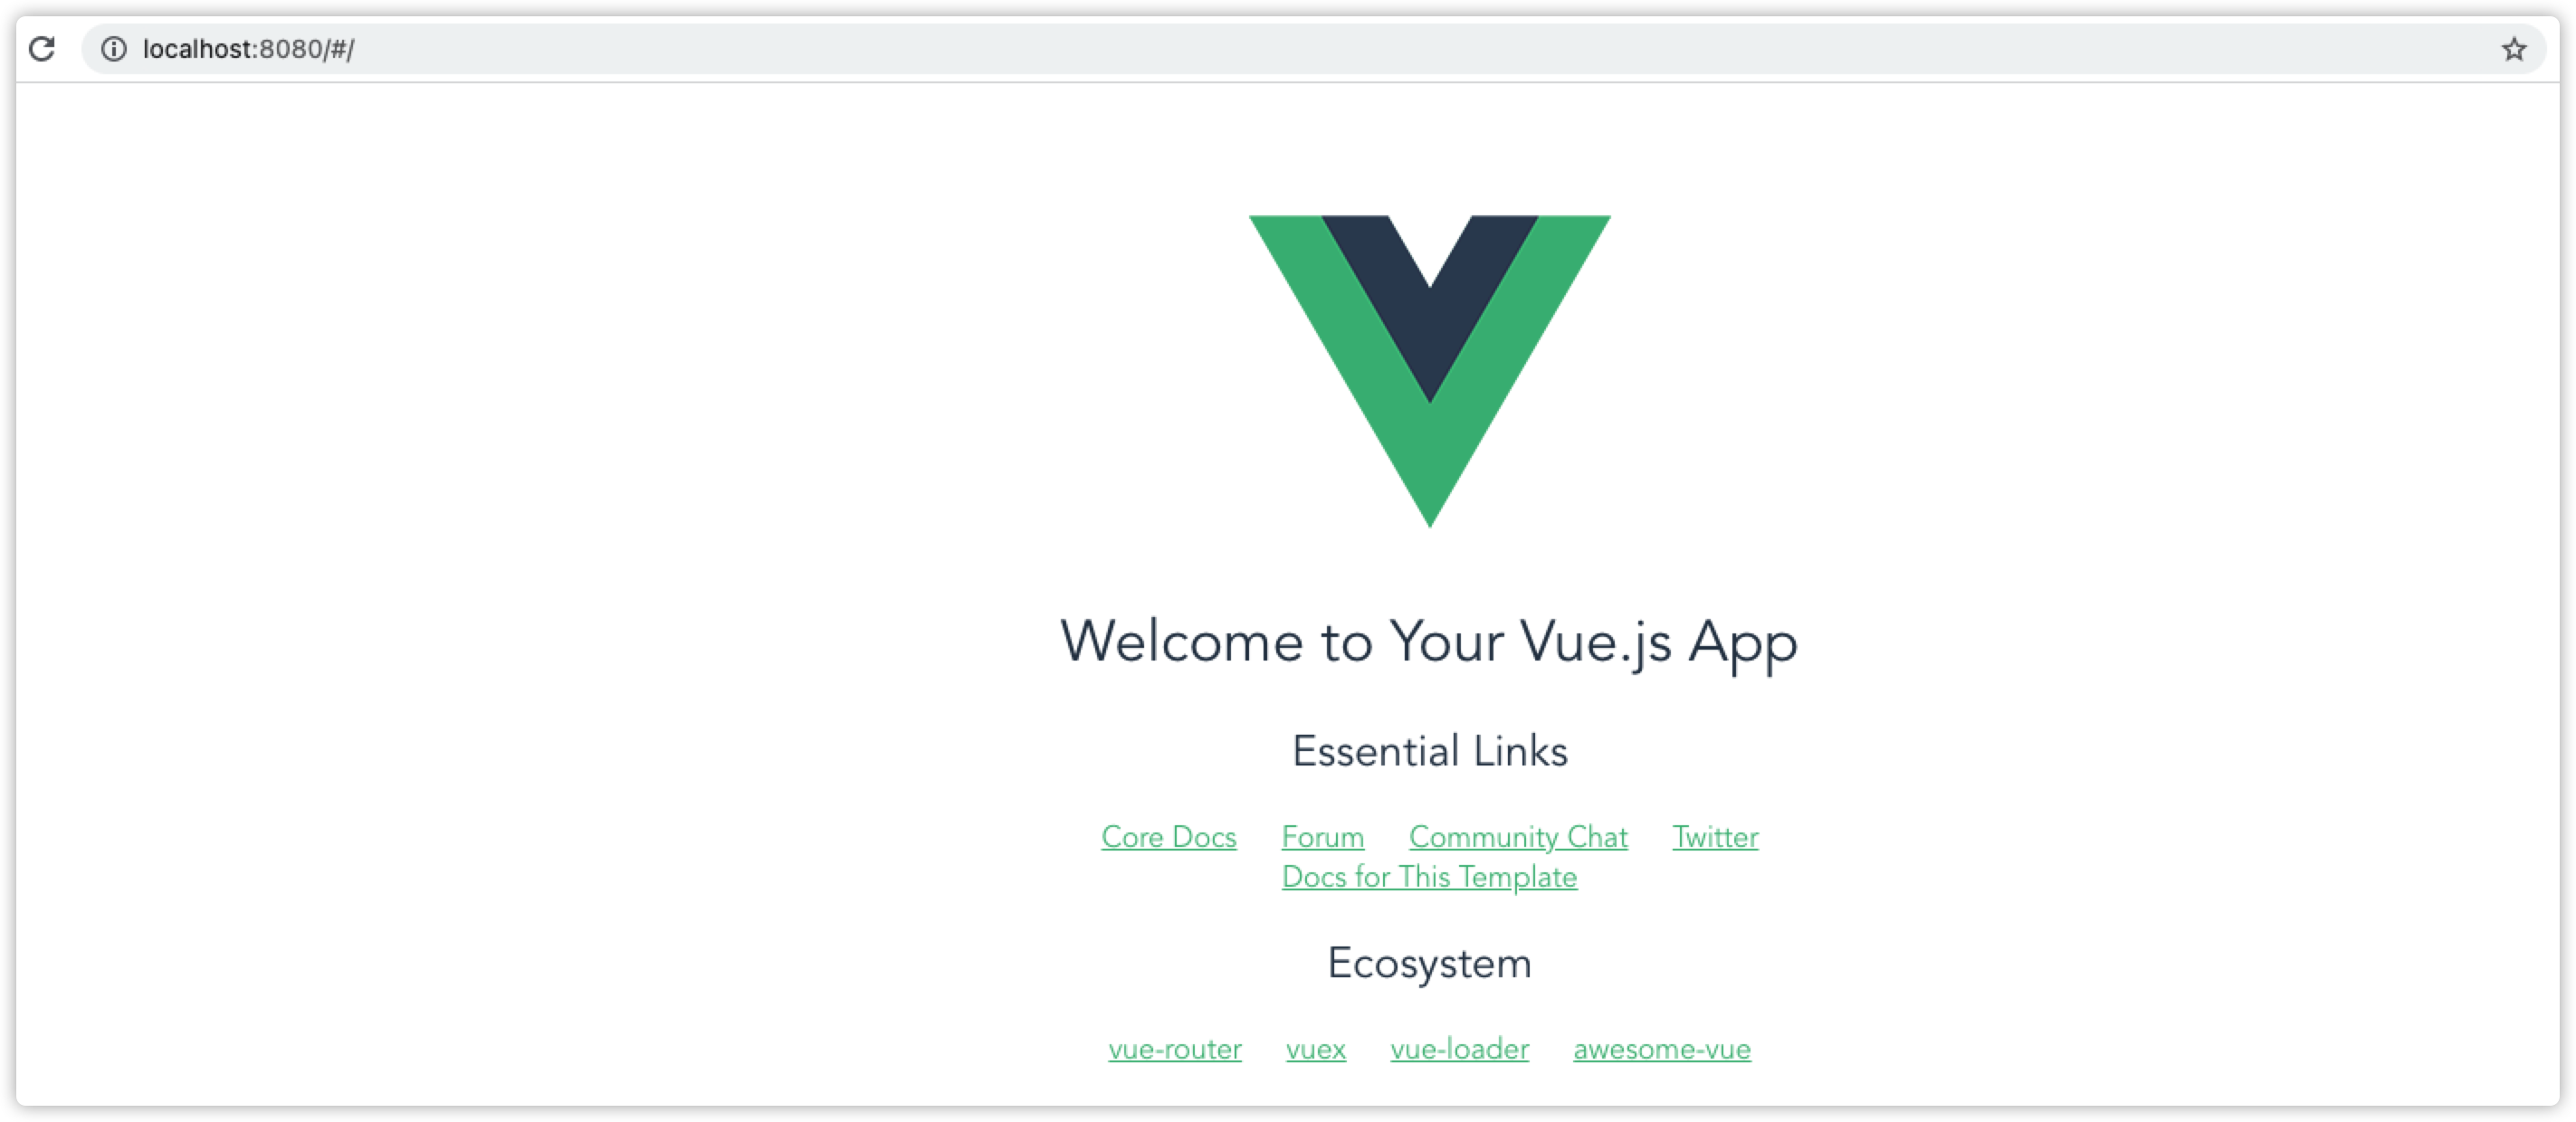 localhost:8080/#/
Welcome to Your Vue.js App
Essential Links
Core Docs Forum Community Chat Twitter
Docs for This Template
Ecosystem
vue-router vuex vue-loader awesome-vue